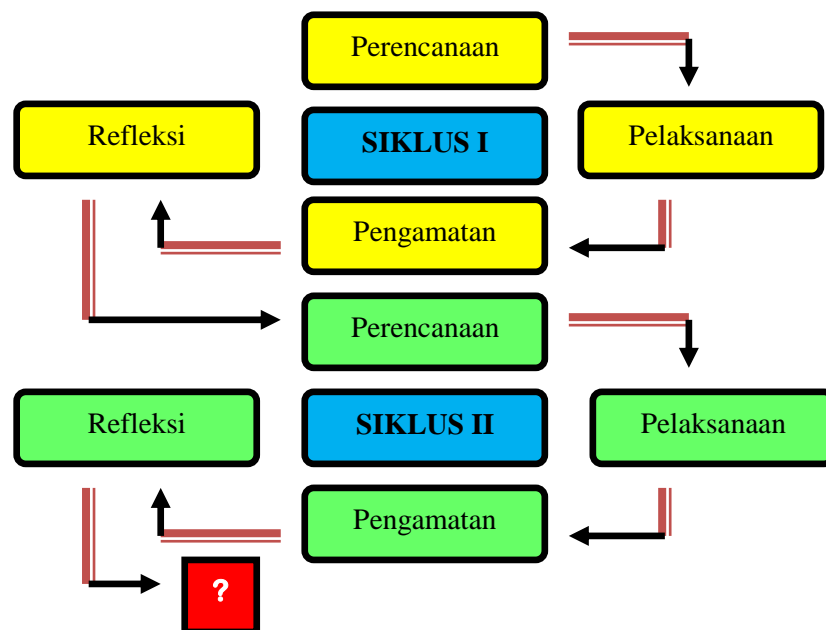 Perencanaan
Refleksi
SIKLUS I
Pelaksanaan
Pengamatan
Perencanaan
Refleksi
SIKLUS II
Pelaksanaan
Pengamatan
?